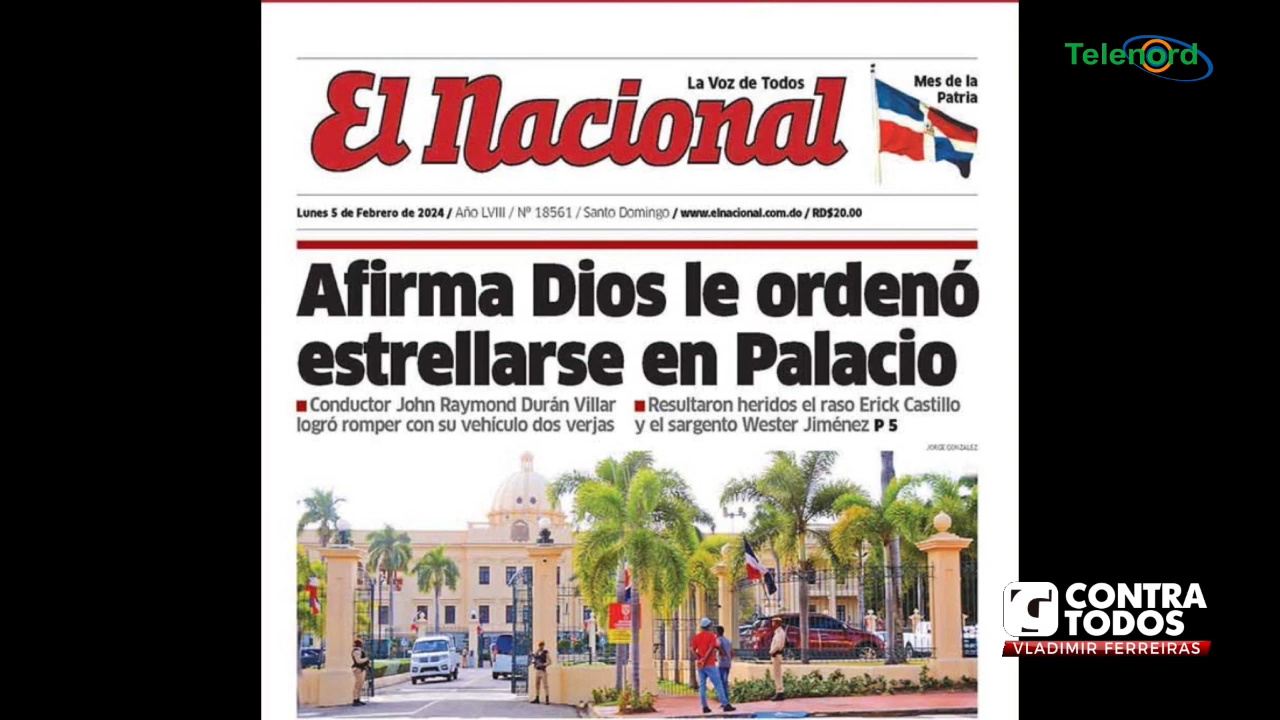 Telenord
La Voz de Todos
Mes de la
Patria
El Nacional
Lunes 5 de Febrero de 2024 / Año LVIII / Nº 18561 / Santo Domingo / www.elnacional.com.do / RD$20.00
Afirma Dios le ordenó
estrellarse en Palacio
Conductor John Raymond Durán Villar
logró romper con su vehículo dos verjas
Resultaron heridos el raso Erick Castillo
y el sargento Wester Jiménez P 5
JORGE GONZALEZ
CONTRA
TODOS
VLADIMIR FERREIRAS